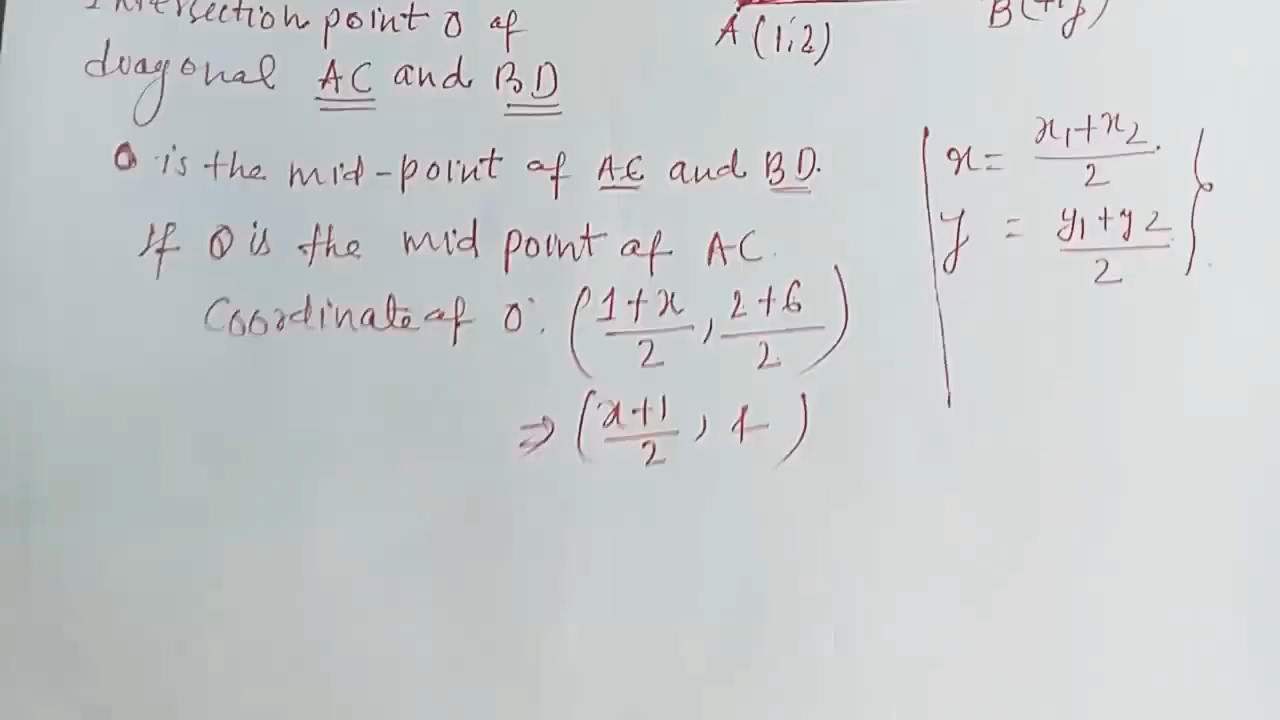 Intersection point O of
diagonal AC and BD
A (1,2)
B (4,y)
O is the mid-point of AC and BD.
If O is the mid point of AC.
Coordinate of O: ((1+x)/2, (2+6)/2)
⇒ ((x+1)/2, 4)
x = (x₁+x₂)/2
y = (y₁+y₂)/2